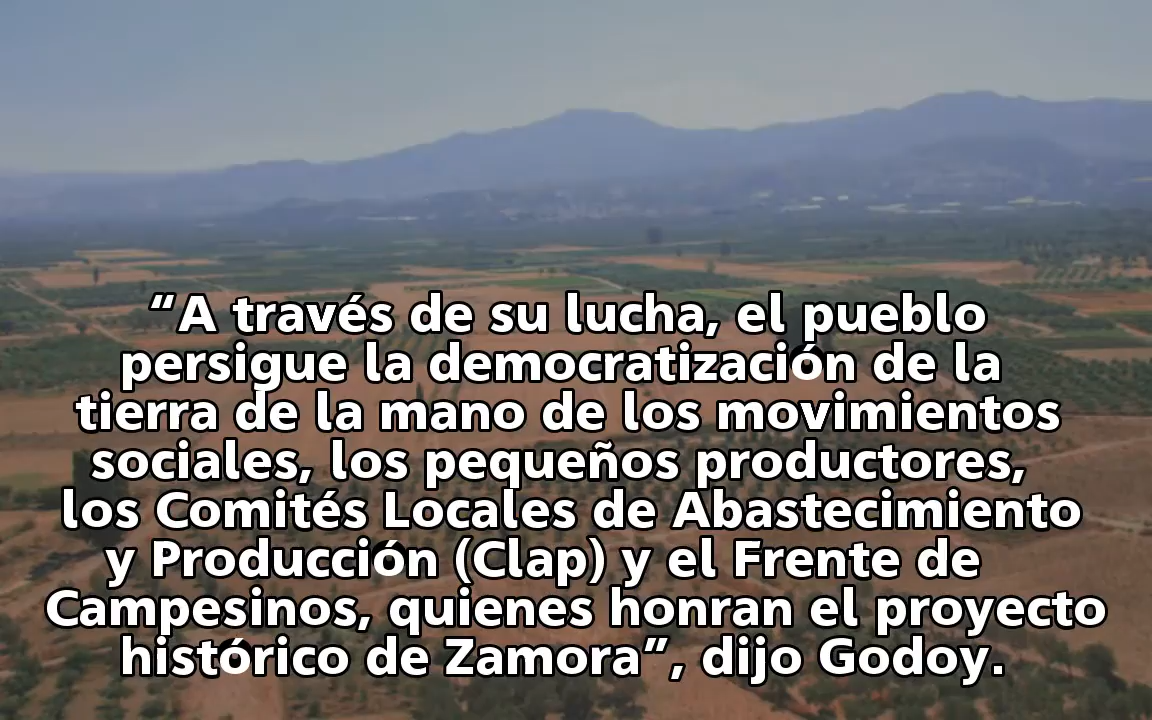 “A través de su lucha, el pueblo
persigue la democratización de la
tierra de la mano de los movimientos
sociales, los pequeños productores,
los Comités Locales de Abastecimiento
y Producción (Clap) y el Frente de
Campesinos, quienes honran el proyecto
histórico de Zamora”, dijo Godoy.